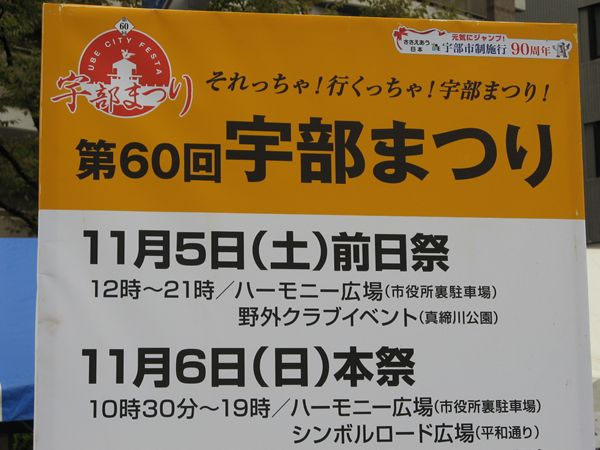 60
UBE CITY FESTA
宇部まつり
ささえあう
日本
元気にジャンプ!
宇部市制施行 90周年
それっちゃ!行くっちゃ!宇部まつり!
第60回宇部まつり
11月5日(土)前日祭
12時～21時/ハーモニー広場(市役所裏駐車場)
野外クラブイベント(真締川公園)
11月6日(日)本祭
10時30分～19時/ハーモニー広場(市役所裏駐車場)
シンボルロード広場(平和通り)